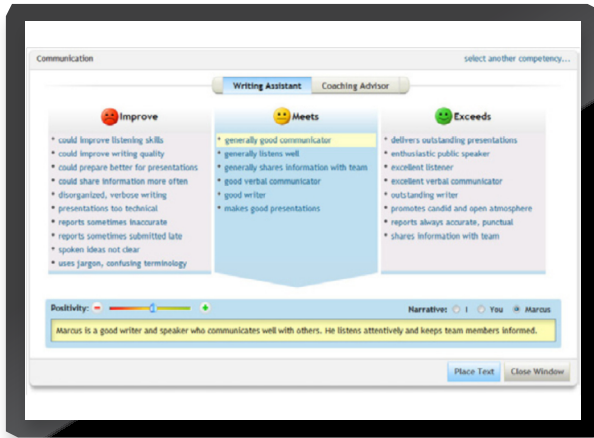 Communication
select another competency...
Writing Assistant Coaching Advisor
Improve
• could improve listening skills
• could improve writing quality
• could prepare better for presentations
• could share information more often
• disorganized, verbose writing
• presentations too technical
• reports sometimes inaccurate
• reports sometimes submitted late
• spoken ideas not clear
• uses jargon, confusing terminology
Meets
• generally good communicator
• generally listens well
• generally shares information with team
• good verbal communicator
• good writer
• makes good presentations
Exceeds
• delivers outstanding presentations
• enthusiastic public speaker
• excellent listener
• excellent verbal communicator
• outstanding writer
• promotes candid and open atmosphere
• reports always accurate, punctual
• shares information with team
Positivity:
Narrative: I You Marcus
Marcus is a good writer and speaker who communicates well with others. He listens attentively and keeps team members informed.
Place Text Close Window